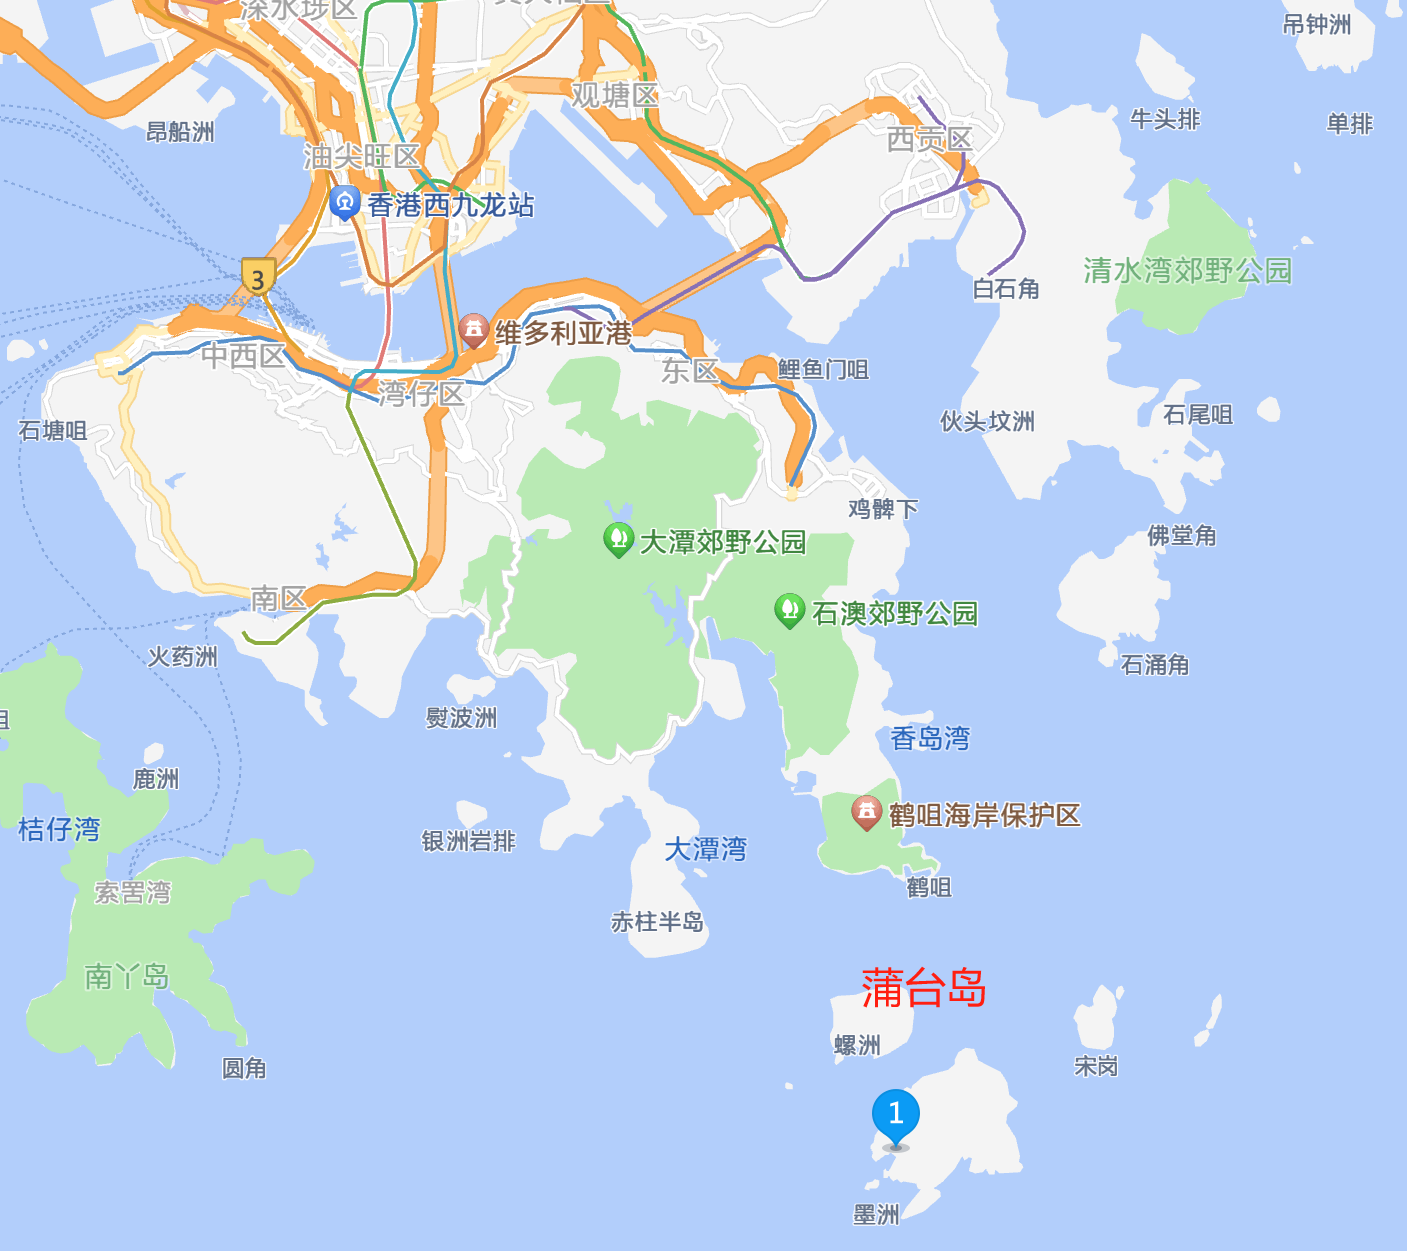 深水埗区
吊钟洲
观塘区
牛头排
昂船洲
单排
西贡区
油尖旺区
香港西九龙站
清水湾郊野公园
3
白石角
维多利亚港
中西区
东区
鲤鱼门咀
湾仔区
石尾咀
伙头坟洲
石塘咀
鸡髀下
佛堂角
大潭郊野公园
南区
石澳郊野公园
火药洲
石涌角
熨波洲
香岛湾
鹿洲
鹤咀海岸保护区
桔仔湾
银洲岩排
大潭湾
鹤咀
索罟湾
赤柱半岛
南丫岛
蒲台岛
螺洲
宋岗
圆角
1
墨洲